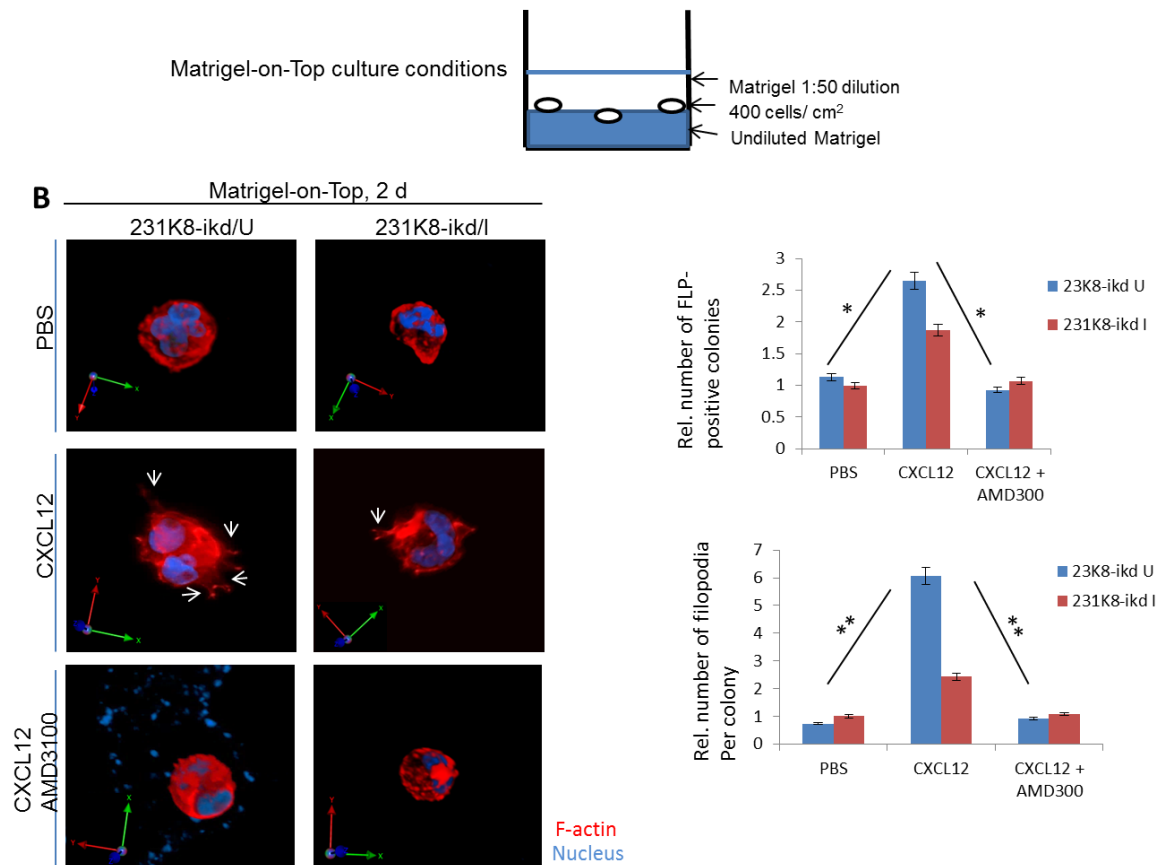 Matrigel-on-Top culture conditions
Matrigel 1:50 dilution
400 cells/ cm²
Undiluted Matrigel
B
Matrigel-on-Top, 2 d
231K8-ikd/U
231K8-ikd/I
PBS
CXCL12
CXCL12
AMD3100
F-actin
Nucleus
Rel. number of FLP-
positive colonies
3
2.5
2
1.5
1
0.5
0
*
*
PBS
CXCL12
CXCL12 +
AMD300
23K8-ikd U
231K8-ikd I
Rel. number of filopodia
Per colony
7
6
5
4
3
2
1
0
**
**
PBS
CXCL12
CXCL12 +
AMD300
23K8-ikd U
231K8-ikd I